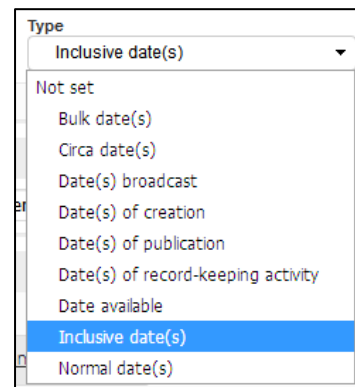 Type
Inclusive date(s)
Not set
Bulk date(s)
Circa date(s)
Date(s) broadcast
Date(s) of creation
Date(s) of publication
Date(s) of record-keeping activity
Date available
Inclusive date(s)
Normal date(s)